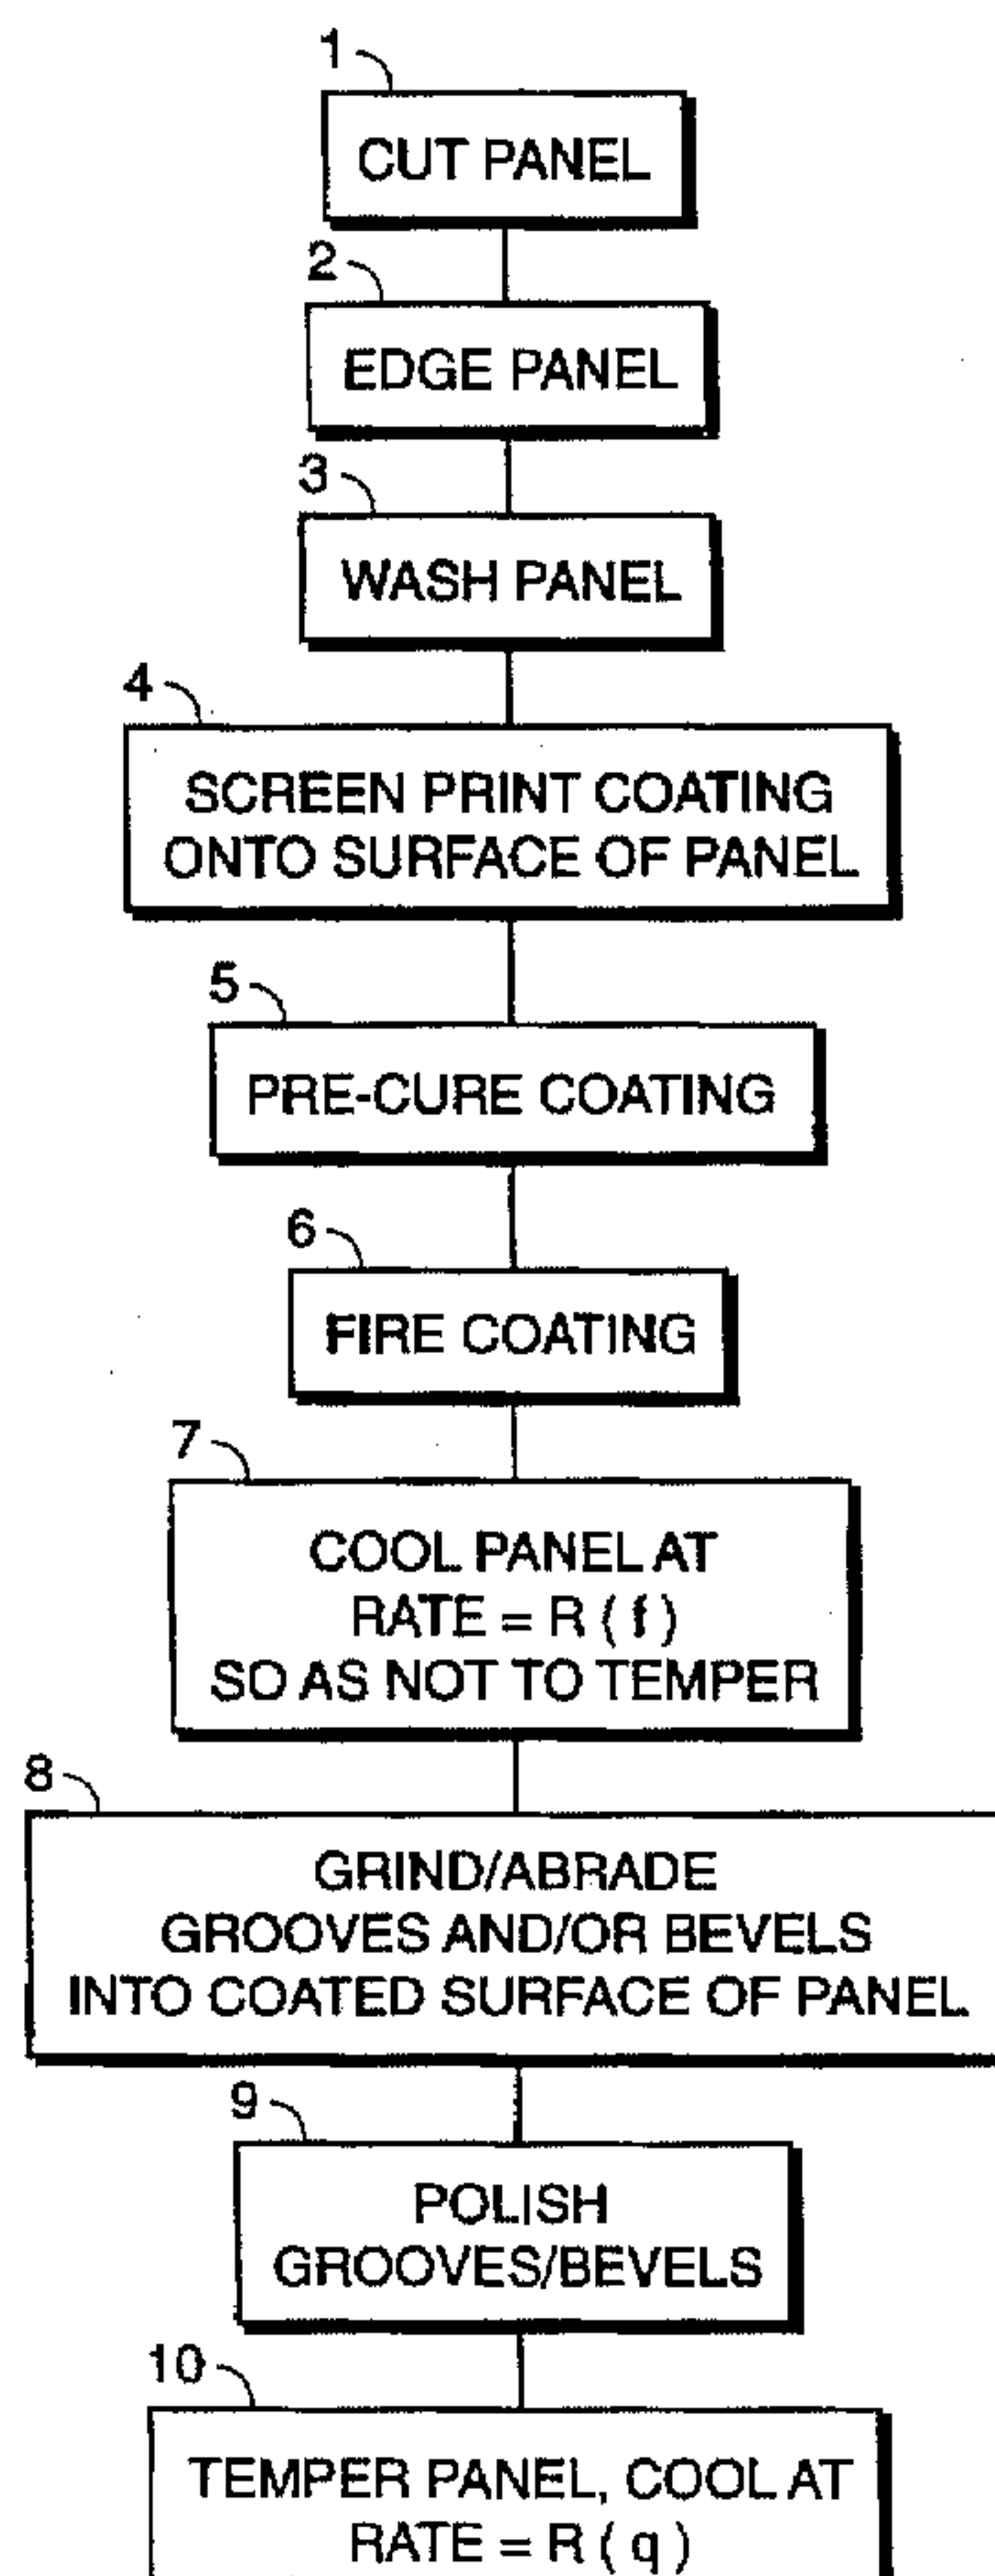 1
CUT PANEL
2
EDGE PANEL
3
WASH PANEL
4
SCREEN PRINT COATING
ONTO SURFACE OF PANEL
5
PRE-CURE COATING
6
FIRE COATING
7
COOL PANEL AT
RATE = R ( f )
SO AS NOT TO TEMPER
8
GRIND/ABRADE
GROOVES AND/OR BEVELS
INTO COATED SURFACE OF PANEL
9
POLISH
GROOVES/BEVELS
10
TEMPER PANEL, COOL AT
RATE = R ( q )